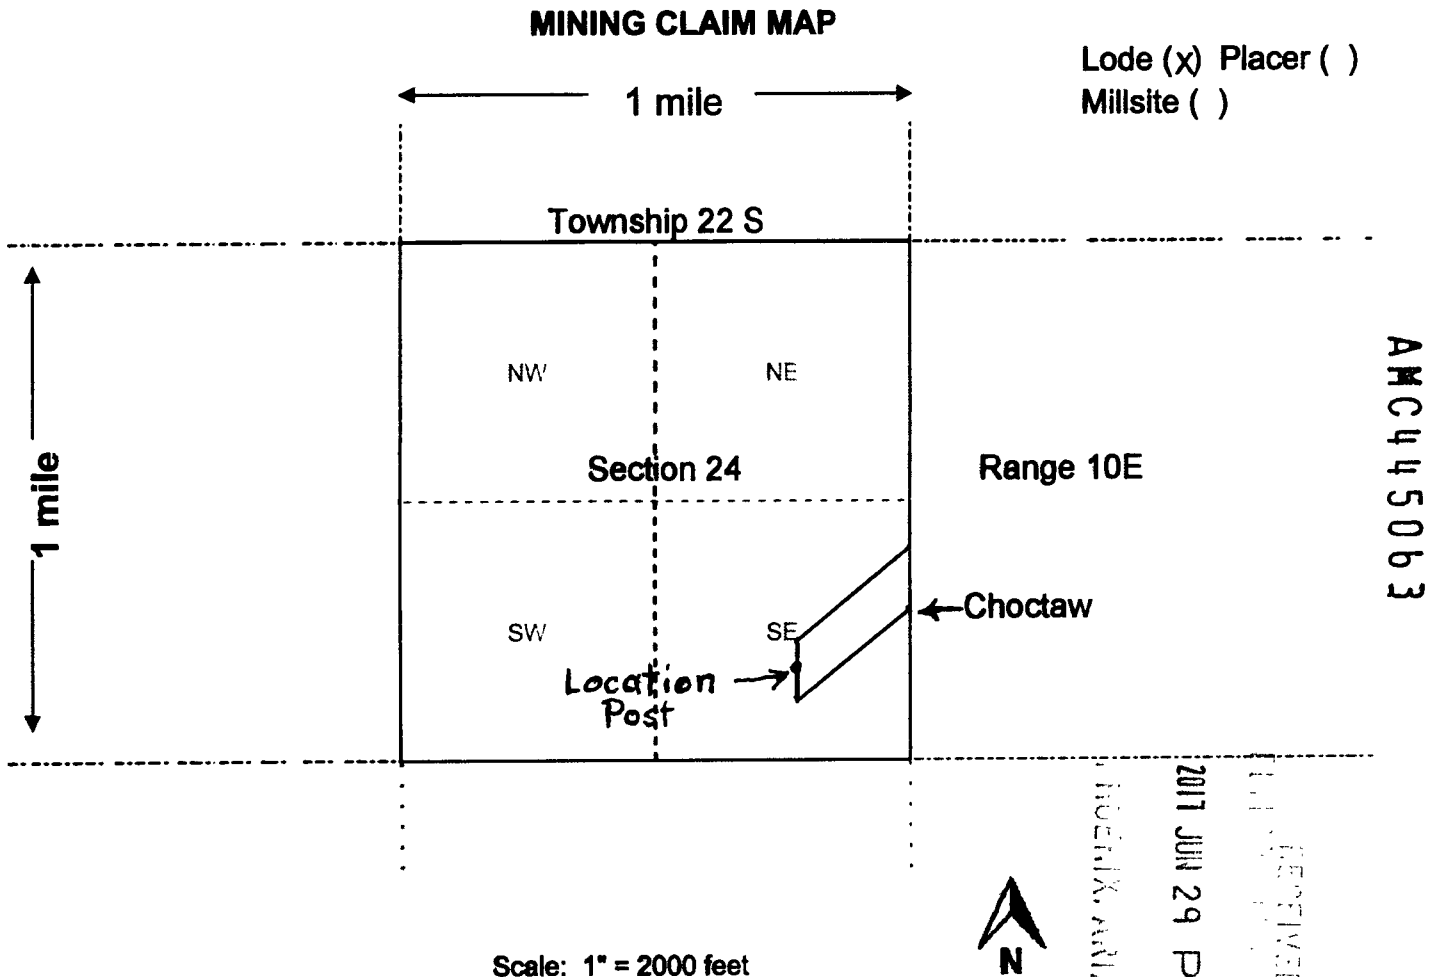 MINING CLAIM MAP
Lode (x) Placer ( )
Millsite ( )
1 mile
Township 22 S
NW
NE
1 mile
Section 24
Range 10E
AMC445063
SW
SE
Choctaw
Location
Post
2017 JUN 29 P
N
Scale: 1" = 2000 feet